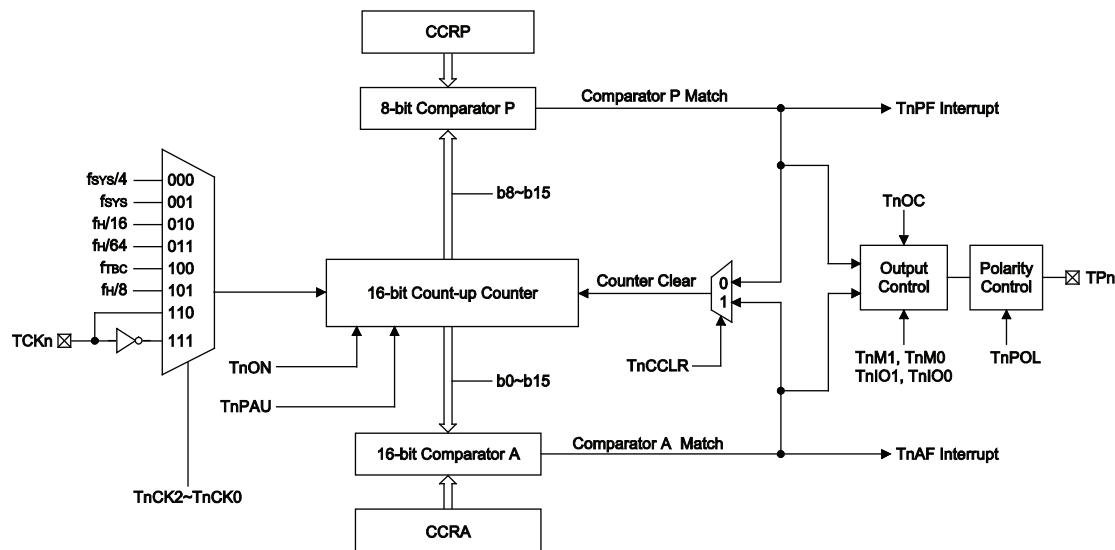 CCRP
8-bit Comparator P
Comparator P Match
TnPF Interrupt
b8~b15
fSYS/4
000
fSYS
001
fH/16
010
fH/64
011
fTBC
100
fH/8
101
110
111
TCKn
TnCK2~TnCK0
16-bit Count-up Counter
Counter Clear
0
1
TnCCLR
TnOC
Output
Control
Polarity
Control
TPn
TnM1, TnM0
TnIO1, TnIO0
TnPOL
TnON
TnPAU
b0~b15
16-bit Comparator A
Comparator A Match
TnAF Interrupt
CCRA